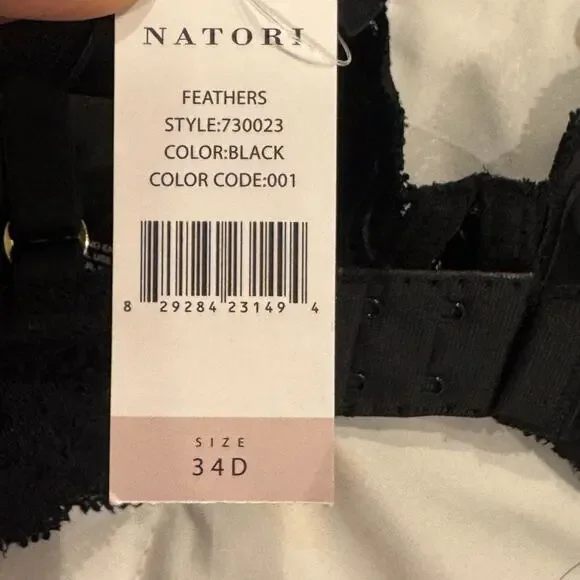 NATORI
FEATHERS
STYLE:730023
COLOR:BLACK
COLOR CODE:001
8 29284 23149 4
SIZE
34D